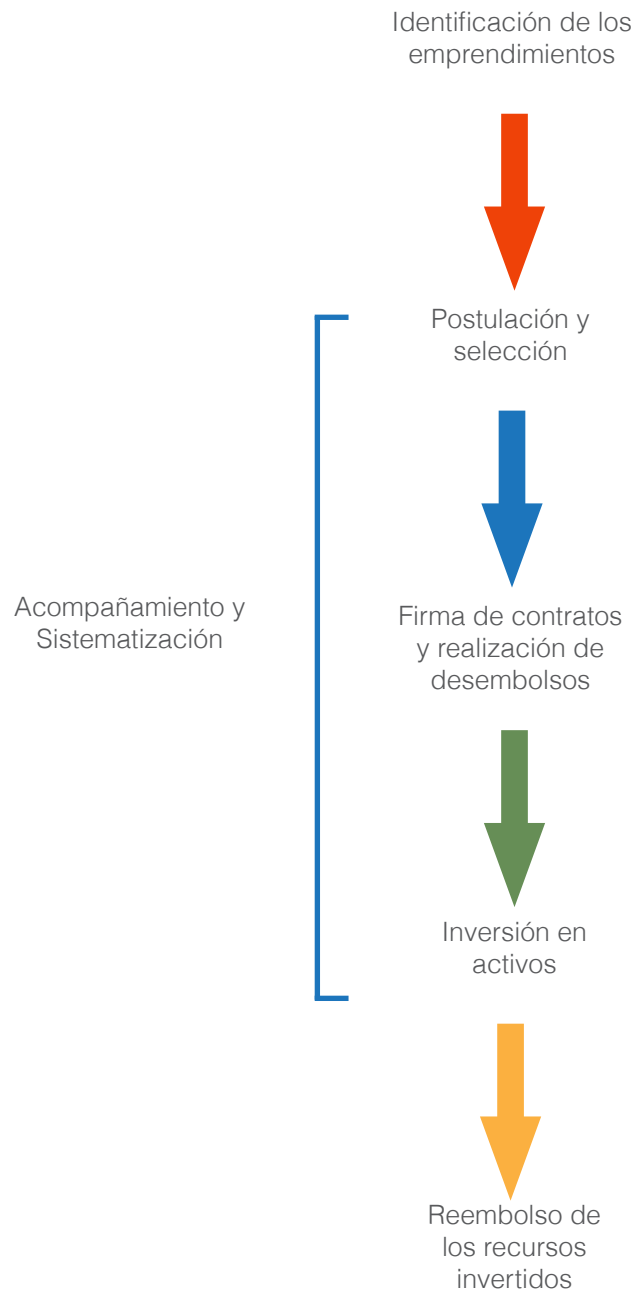 Identificación de los
emprendimientos
Postulación y
selección
Acompañamiento y
Sistematización
Firma de contratos
y realización de
desembolsos
Inversión en
activos
Reembolso de
los recursos
invertidos